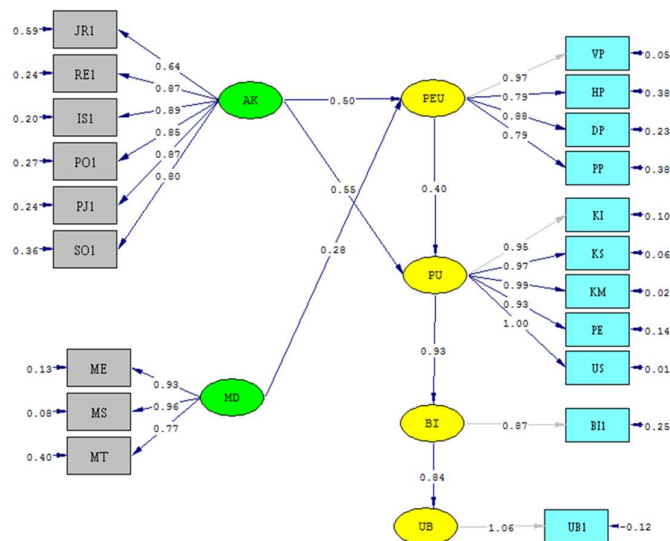 0.59 JR1
0.64
0.24 RE1
0.87
0.20 IS1
0.89
0.27 PO1
0.85
0.24 PJ1
0.87
0.36 SO1
0.80
AK
0.50
0.55
0.28
0.13 ME
0.93
0.08 MS
0.96
0.40 MT
0.77
MD
PEU
0.97
VP 0.05
0.79
HP 0.38
0.88
DP 0.23
0.79
PP 0.38
0.40
PU
0.95
KI 0.10
0.97
KS 0.06
0.99
KM 0.02
0.93
PE 0.14
1.00
US 0.01
0.93
BI
0.87
BI1 0.25
0.84
UB
1.06
UB1 -0.12